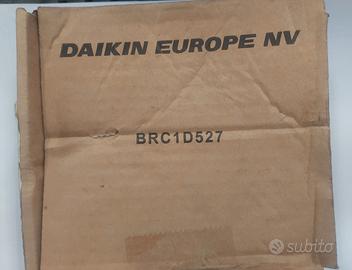 DAIKIN EUROPE NV
BRC1D527
subito